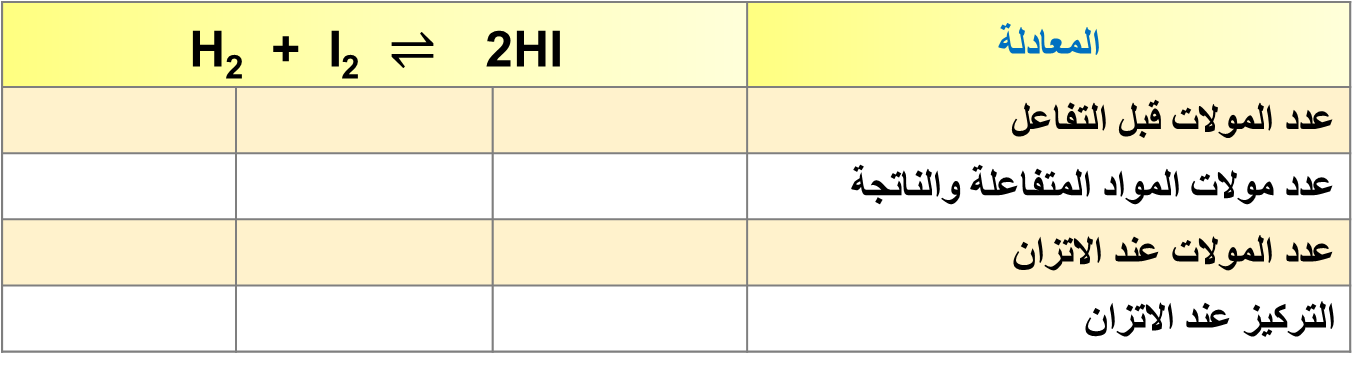 المعادلة
H₂ + I₂ ⇌ 2HI
عدد المولات قبل التفاعل
عدد مولات المواد المتفاعلة والناتجة
عدد المولات عند الاتزان
التركيز عند الاتزان